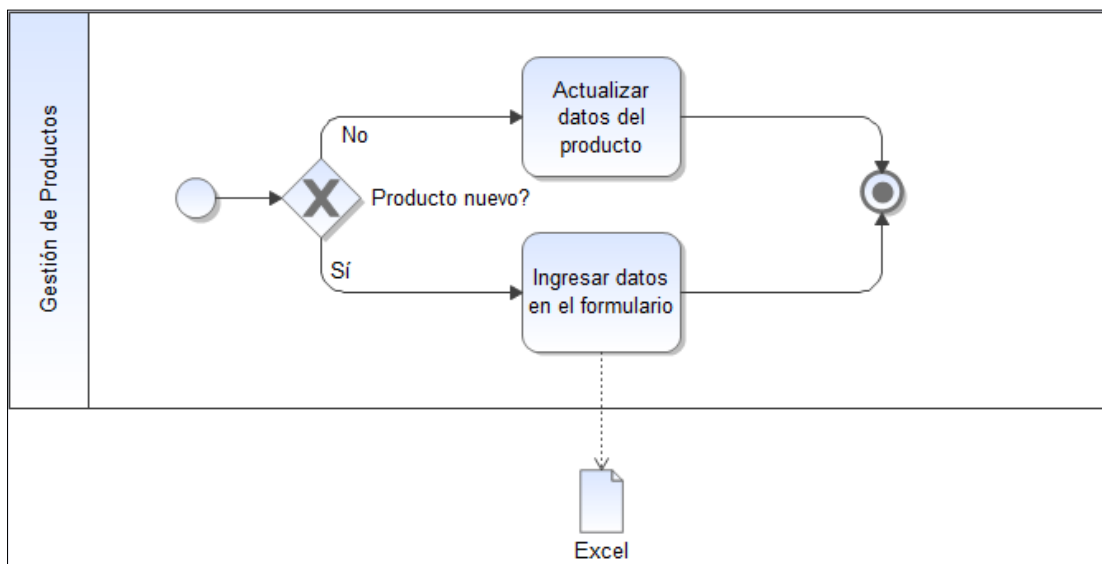 Gestión de Productos
Actualizar
datos del
producto
No
Producto nuevo?
Sí
Ingresar datos
en el formulario
Excel